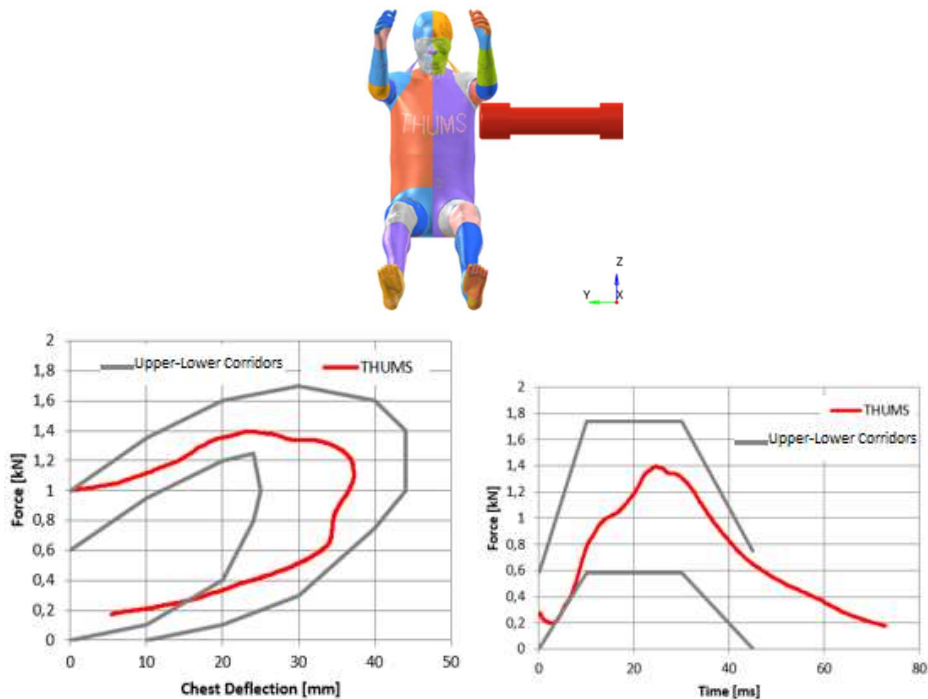 THUMS
Z
Y X
2
1,8
1,6
1,4
1,2
1
0,8
0,6
0,4
0,2
0
Force [kN]
Upper-Lower Corridors THUMS
0 10 20 30 40 50
Chest Deflection [mm]
2
1,8
1,6
1,4
1,2
1
0,8
0,6
0,4
0,2
0
Force [kN]
THUMS
Upper-Lower Corridors
0 20 40 60 80
Time [ms]